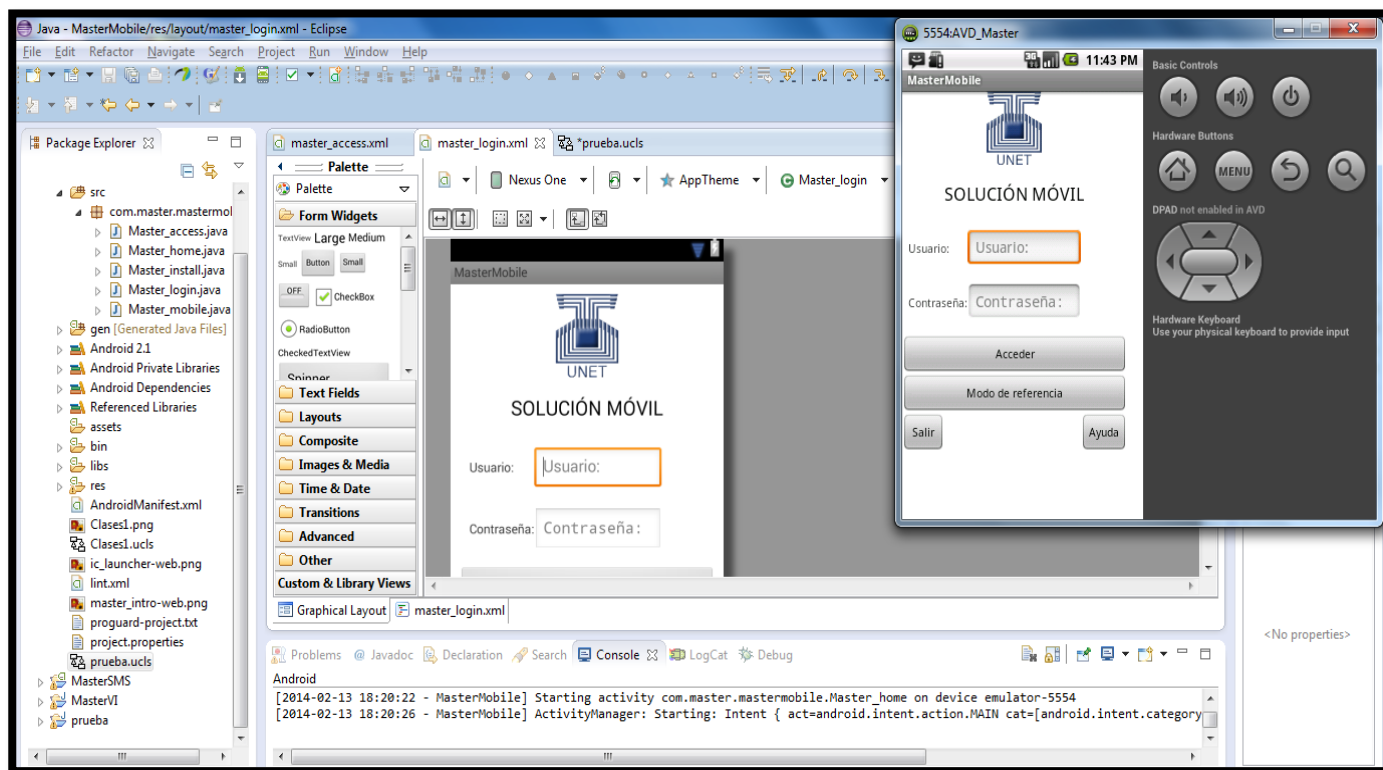 Java - MasterMobile/res/layout/master_login.xml - Eclipse
File Edit Refactor Navigate Search Project Run Window Help
Package Explorer
src
com.master.mastermol
Master_access.java
Master_home.java
Master_install.java
Master_login.java
Master_mobile.java
gen [Generated Java Files]
Android 2.1
Android Private Libraries
Android Dependencies
Referenced Libraries
assets
bin
libs
res
AndroidManifest.xml
Clases1.png
Clases1.ucls
ic_launcher-web.png
lint.xml
master_intro-web.png
proguard-project.txt
project.properties
prueba.ucls
MasterSMS
MasterVI
prueba
master_access.xml master_login.xml *prueba.ucls
Palette
Palette
Form Widgets
TextView Large Medium
Small Button Small
OFF CheckBox
RadioButton
CheckedTextView
Spinner
Text Fields
Layouts
Composite
Images & Media
Time & Date
Transitions
Advanced
Other
Custom & Library Views
Nexus One AppTheme Master_login
MasterMobile
UNET
SOLUCIÓN MÓVIL
Usuario: Usuario:
Contraseña: Contraseña:
Graphical Layout master_login.xml
Problems @ Javadoc Declaration Search Console LogCat Debug
Android
[2014-02-13 18:20:22 - MasterMobile] Starting activity com.master.mastermobile.Master_home on device emulator-5554
[2014-02-13 18:20:26 - MasterMobile] ActivityManager: Starting: Intent { act=android.intent.action.MAIN cat=[android.intent.category
<No properties>
5554:AVD_Master
3G 11:43 PM
MasterMobile
UNET
SOLUCIÓN MÓVIL
Usuario: Usuario:
Contraseña: Contraseña:
Acceder
Modo de referencia
Salir Ayuda
Basic Controls
Hardware Buttons
MENU
DPAD not enabled in AVD
Hardware Keyboard
Use your physical keyboard to provide input